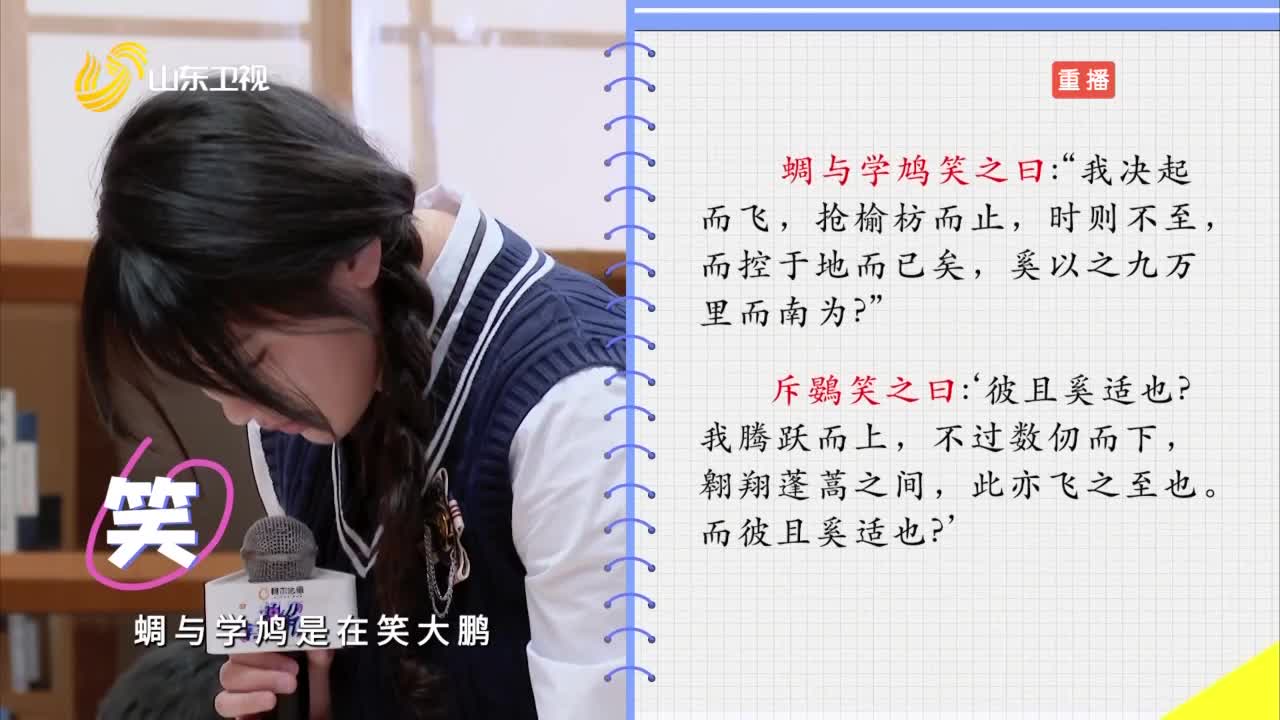 山东卫视
重播
蜩与学鸠笑之曰:“我决起
而飞，抢榆枋而止，时则不至，
而控于地而已矣，奚以之九万
里而南为?”
斥鷃笑之曰:‘彼且奚适也?
我腾跃而上，不过数仞而下，
翱翔蓬蒿之间，此亦飞之至也。
而彼且奚适也?’
笑
蜩与学鸠是在笑大鹏